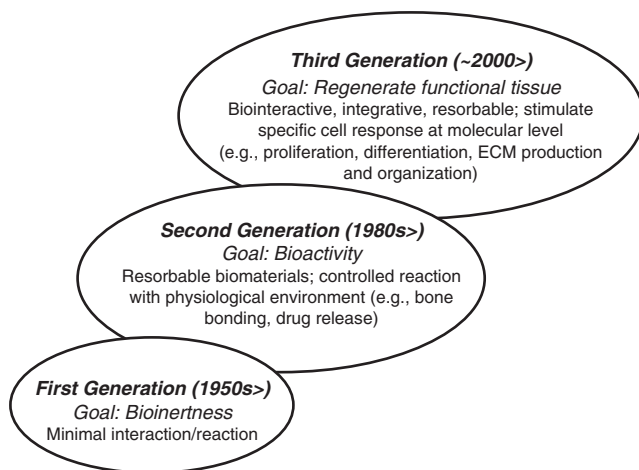 Third Generation (~2000>)
Goal: Regenerate functional tissue
Biointeractive, integrative, resorbable; stimulate
specific cell response at molecular level
(e.g., proliferation, differentiation, ECM production
and organization)
Second Generation (1980s>)
Goal: Bioactivity
Resorbable biomaterials; controlled reaction
with physiological environment (e.g., bone
bonding, drug release)
First Generation (1950s>)
Goal: Bioinertness
Minimal interaction/reaction